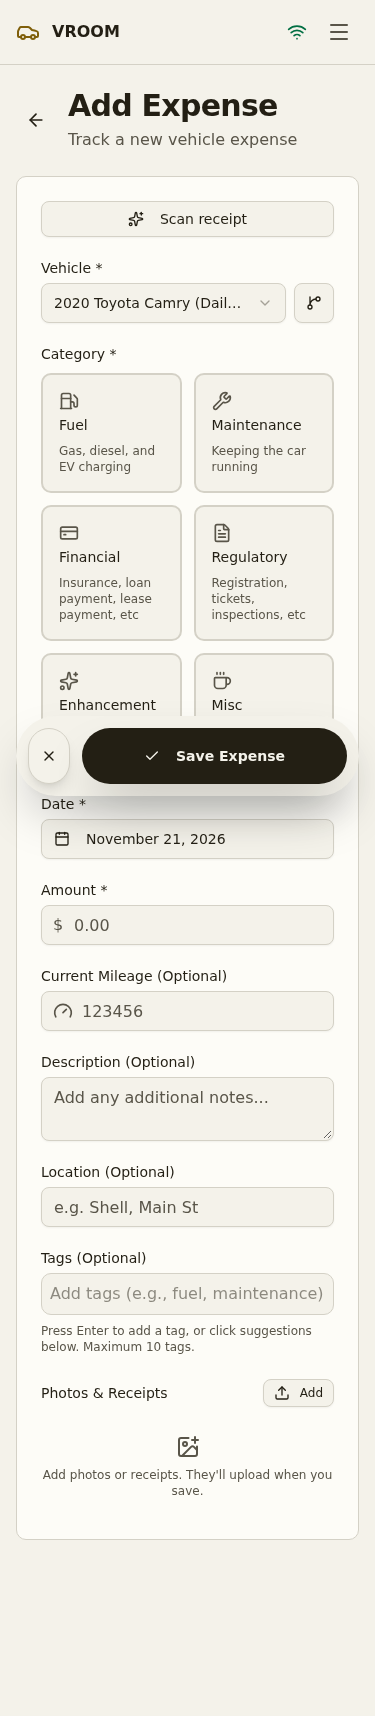 VROOM
Add Expense
Track a new vehicle expense
Scan receipt
Vehicle *
2020 Toyota Camry (Dail...
Category *
Fuel
Gas, diesel, and
EV charging
Maintenance
Keeping the car
running
Financial
Insurance, loan
payment, lease
payment, etc
Regulatory
Registration,
tickets,
inspections, etc
Enhancement
Misc
Save Expense
Date *
November 21, 2026
Amount *
$ 0.00
Current Mileage (Optional)
123456
Description (Optional)
Add any additional notes...
Location (Optional)
e.g. Shell, Main St
Tags (Optional)
Add tags (e.g., fuel, maintenance)
Press Enter to add a tag, or click suggestions
below. Maximum 10 tags.
Photos & Receipts
Add
Add photos or receipts. They'll upload when you
save.